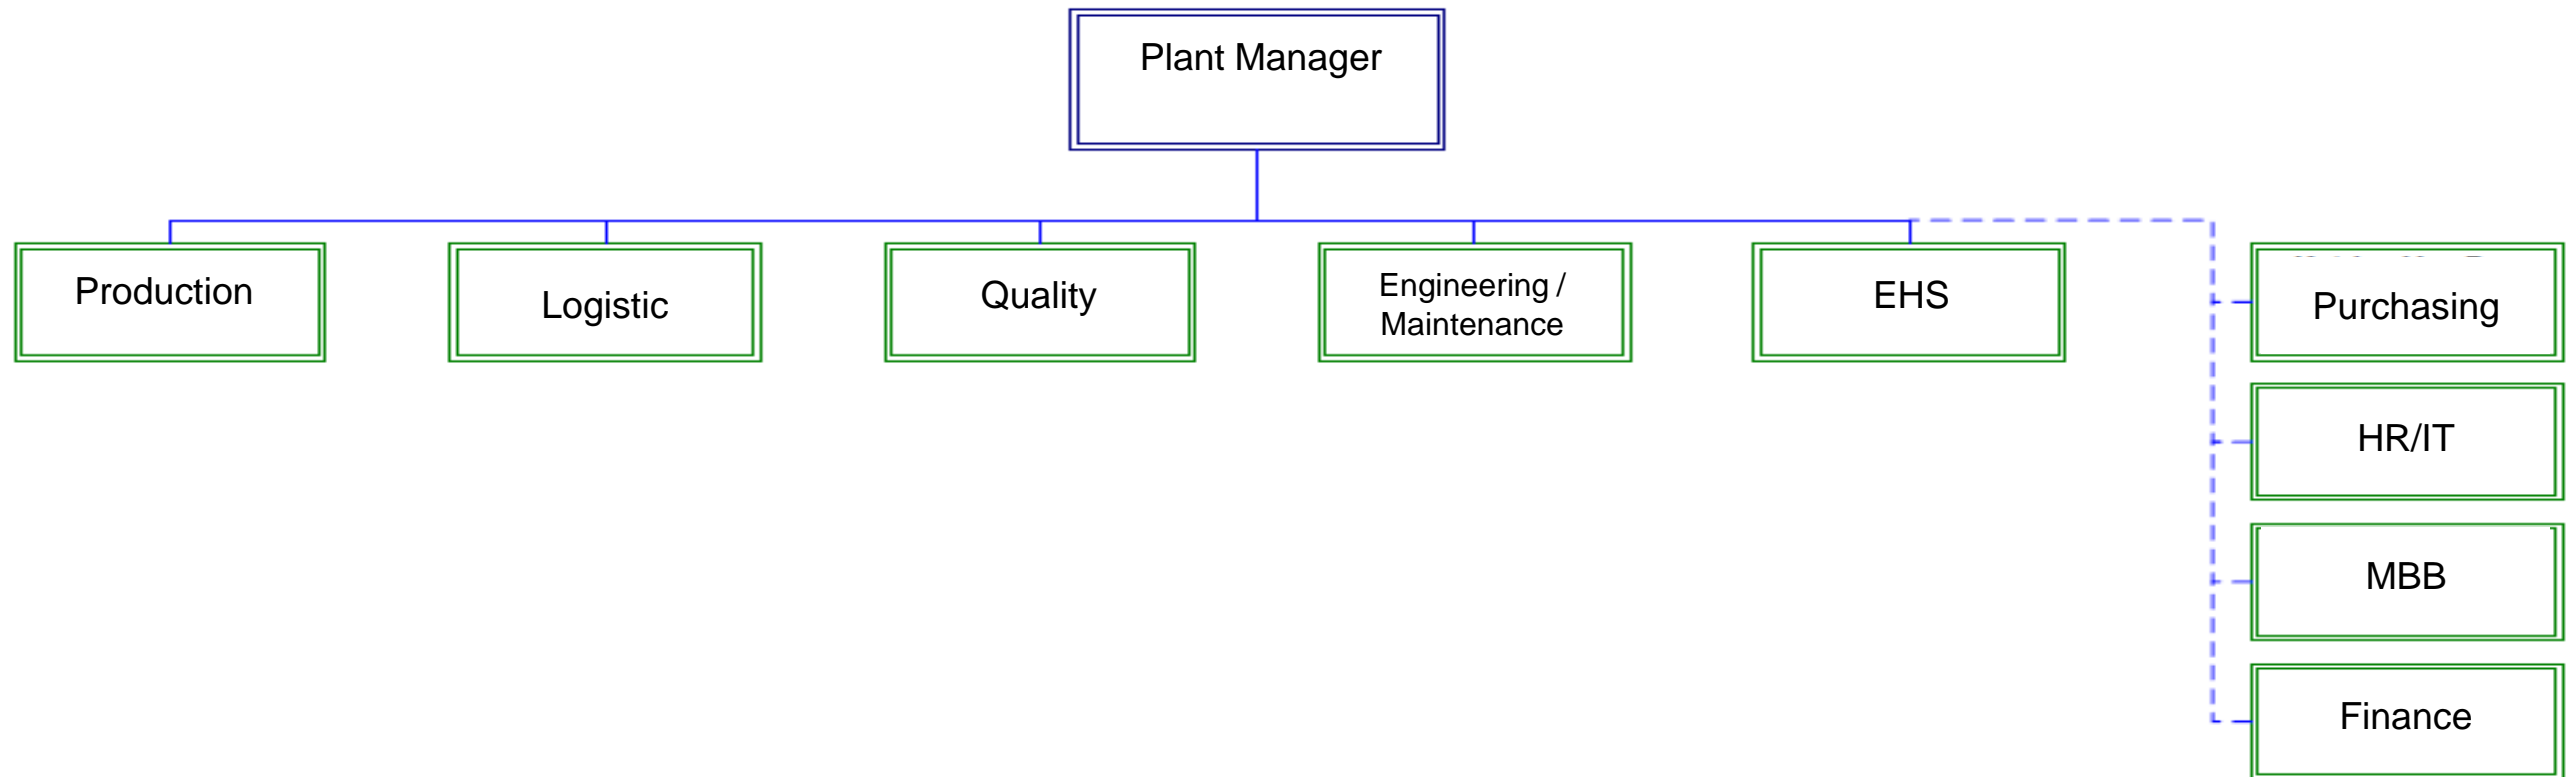 Plant Manager
Production
Logistic
Quality
Engineering /
Maintenance
EHS
Purchasing
HR/IT
MBB
Finance